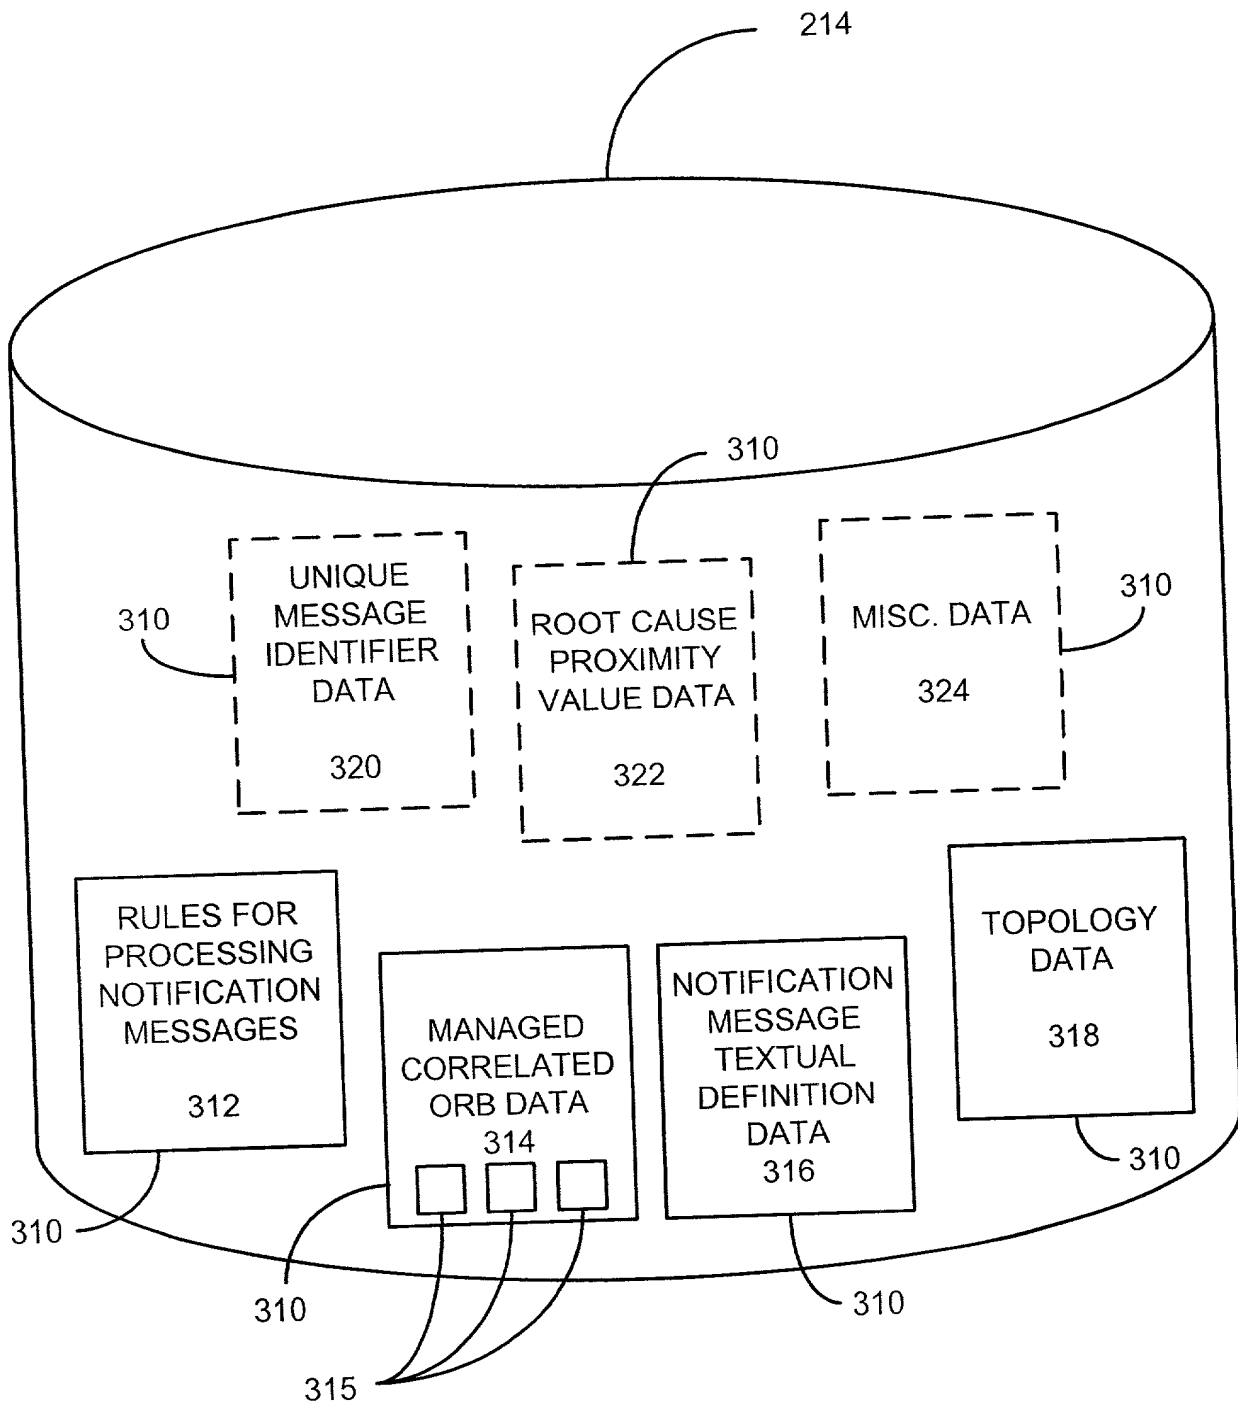 214
310
UNIQUE
MESSAGE
IDENTIFIER
DATA
320
310
ROOT CAUSE
PROXIMITY
VALUE DATA
322
MISC. DATA
324
310
RULES FOR
PROCESSING
NOTIFICATION
MESSAGES
312
310
MANAGED
CORRELATED
ORB DATA
314
310
315
NOTIFICATION
MESSAGE
TEXTUAL
DEFINITION
DATA
316
310
TOPOLOGY
DATA
318
310